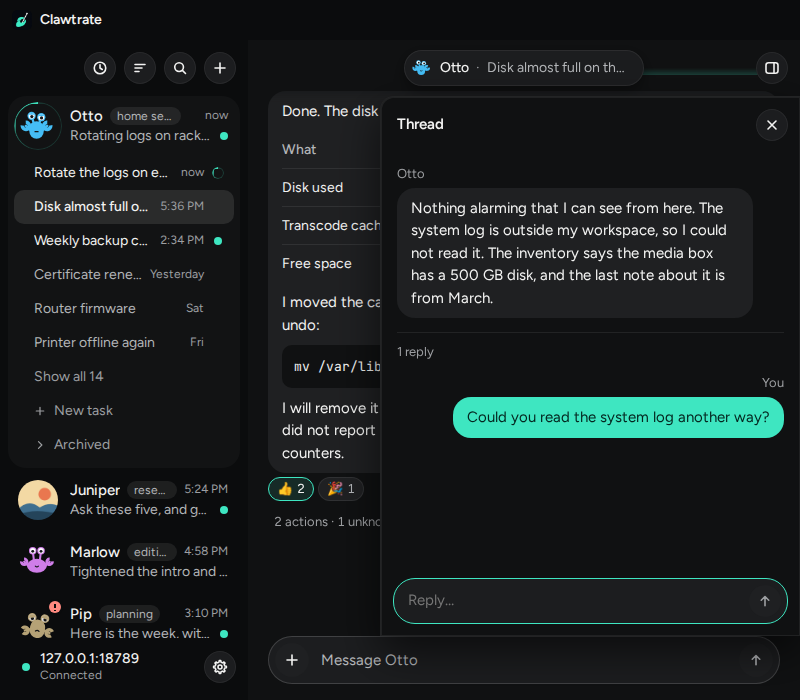 Clawtrate
Otto home se... now
Rotating logs on rack...
Rotate the logs on e... now
Disk almost full o... 5:36 PM
Weekly backup c... 2:34 PM
Certificate rene... Yesterday
Router firmware Sat
Printer offline again Fri
Show all 14
+ New task
Archived
Juniper rese... 5:24 PM
Ask these five, and g...
Marlow editi... 4:58 PM
Tightened the intro and ...
Pip planning 3:10 PM
Here is the week. wit...
127.0.0.1:18789
Connected
Otto · Disk almost full on th...
Done. The disk
What
Disk used
Transcode cach
Free space
I moved the ca
undo:
mv /var/lib
I will remove it
did not report
counters.
👍 2 🎉 1
2 actions · 1 unkno
Thread
Otto
Nothing alarming that I can see from here. The
system log is outside my workspace, so I could
not read it. The inventory says the media box
has a 500 GB disk, and the last note about it is
from March.
1 reply
You
Could you read the system log another way?
Reply...
Message Otto